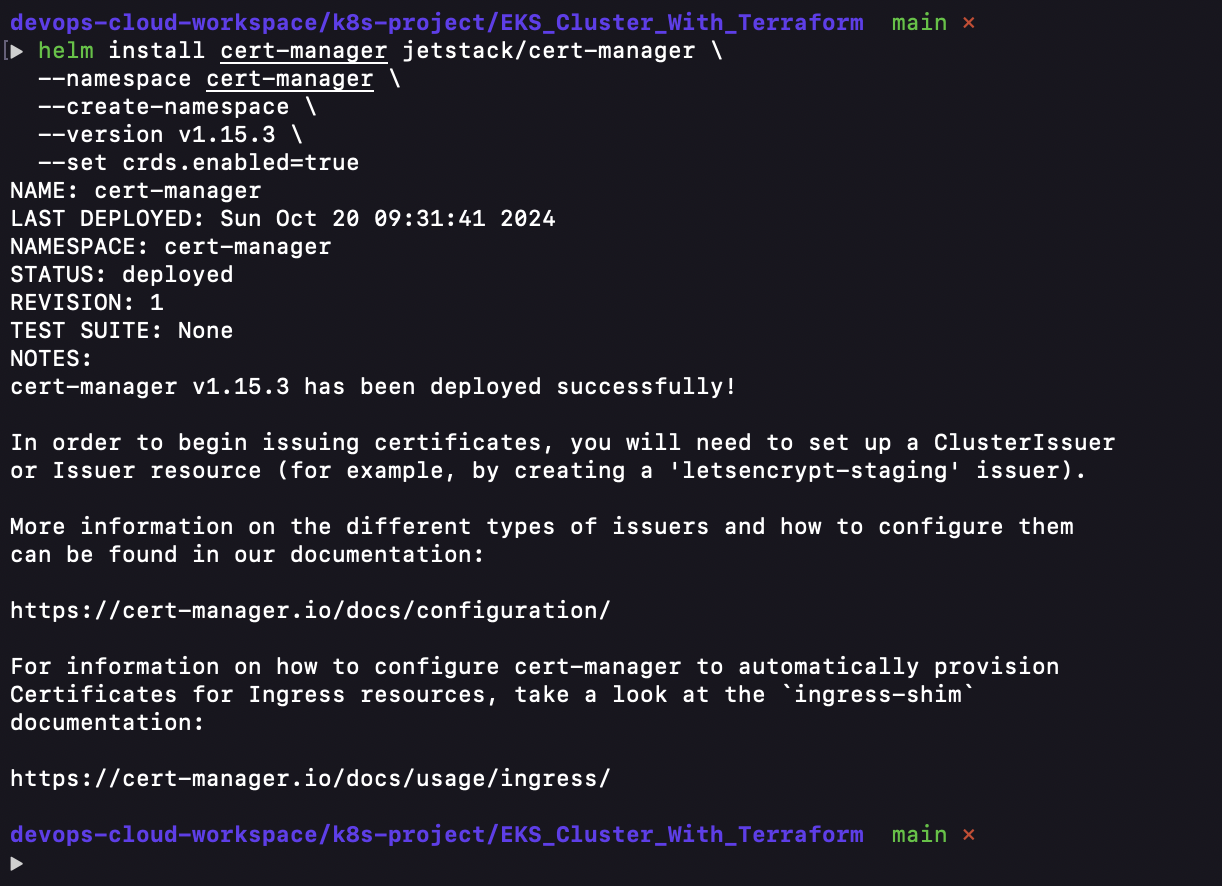 devops-cloud-workspace/k8s-project/EKS_Cluster_With_Terraform main ×
▶ helm install cert-manager jetstack/cert-manager \
--namespace cert-manager \
--create-namespace \
--version v1.15.3 \
--set crds.enabled=true
NAME: cert-manager
LAST DEPLOYED: Sun Oct 20 09:31:41 2024
NAMESPACE: cert-manager
STATUS: deployed
REVISION: 1
TEST SUITE: None
NOTES:
cert-manager v1.15.3 has been deployed successfully!
In order to begin issuing certificates, you will need to set up a ClusterIssuer
or Issuer resource (for example, by creating a 'letsencrypt-staging' issuer).
More information on the different types of issuers and how to configure them
can be found in our documentation:
https://cert-manager.io/docs/configuration/
For information on how to configure cert-manager to automatically provision
Certificates for Ingress resources, take a look at the `ingress-shim`
documentation:
https://cert-manager.io/docs/usage/ingress/
devops-cloud-workspace/k8s-project/EKS_Cluster_With_Terraform main ×
▶